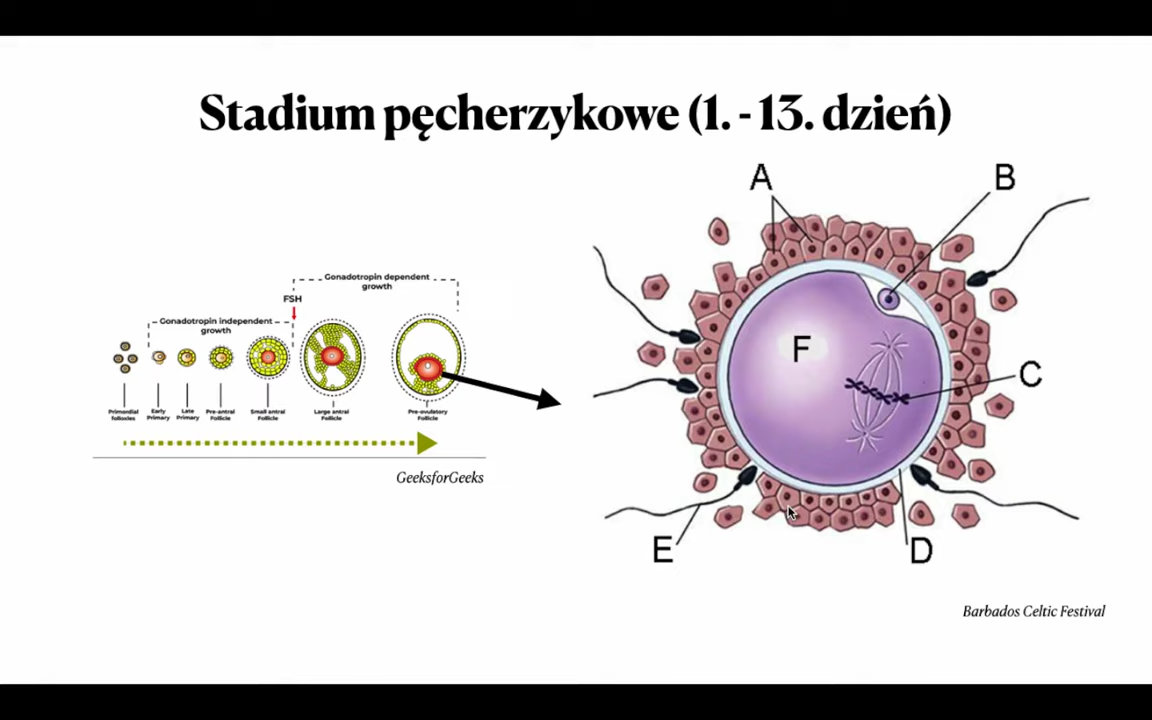 Stadium pęcherzykowe (1. - 13. dzień)
Gonadotropin dependent
growth
FSH
Gonadotropin independent
growth
Primordial
follicxles
Early
Primary
Late
Primary
Pre-antral
Follicle
Small antral
Follicle
Large antral
Follicle
Pre-ovulatory
Follicle
GeeksforGeeks
A
B
F
C
E
D
Barbados Celtic Festival